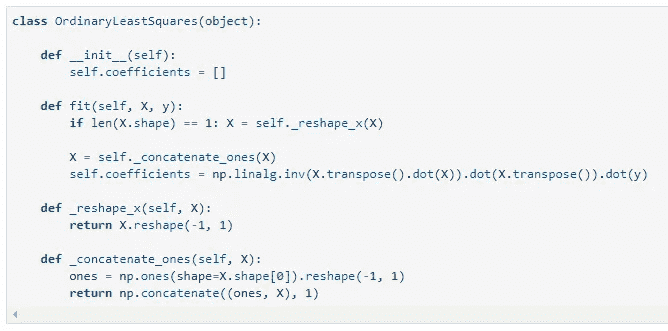 class OrdinaryLeastSquares(object):
    def __init__(self):
        self.coefficients = []
    def fit(self, X, y):
        if len(X.shape) == 1: X = self._reshape_x(X)
        X = self._concatenate_ones(X)
        self.coefficients = np.linalg.inv(X.transpose().dot(X)).dot(X.transpose()).dot(y)
    def _reshape_x(self, X):
        return X.reshape(-1, 1)
    def _concatenate_ones(self, X):
        ones = np.ones(shape=X.shape[0]).reshape(-1, 1)
        return np.concatenate((ones, X), 1)